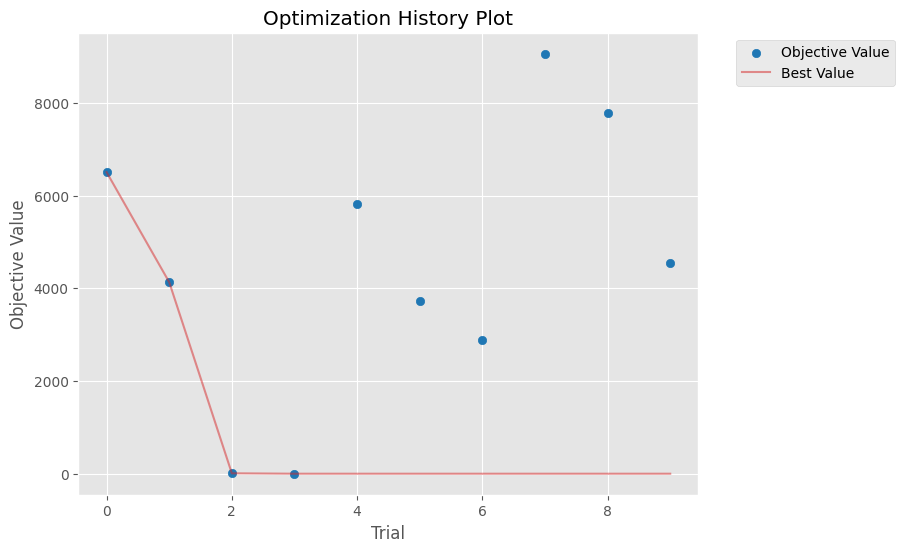 Optimization History Plot
Objective Value
Best Value
Objective Value
8000
6000
4000
2000
0
0 2 4 6 8
Trial